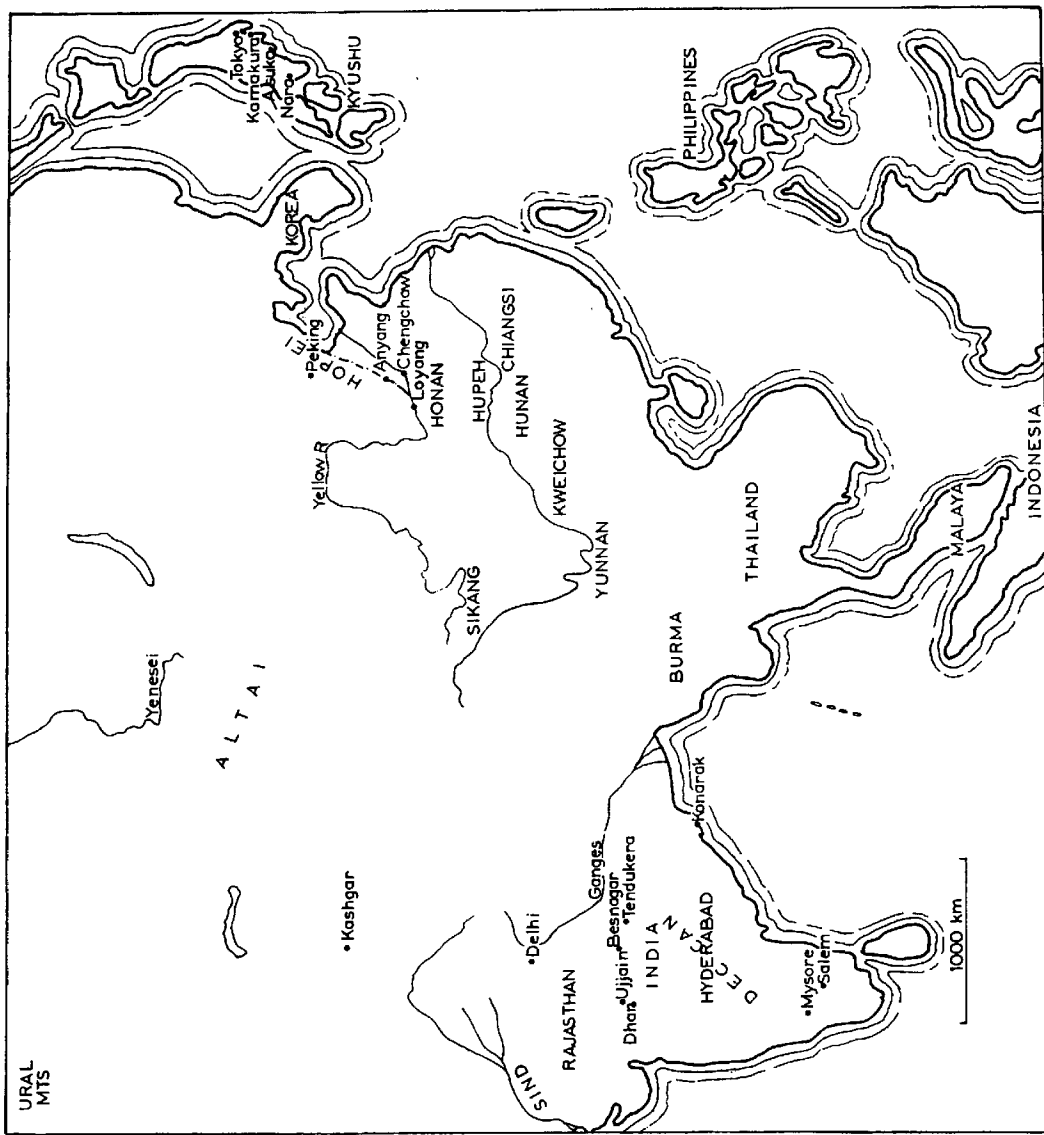 URAL
MTS
Yenesei
ALTAI
Kashgar
Yellow R
HOPEI
Peking
KOREA
Tokyo
Kamakura
Asuka
Nara
KYUSHU
Anyang
Chengchow
Loyang
HONAN
SIKANG
HUPEH
CHIANGSI
HUNAN
KWEICHOW
YUNNAN
SIND
RAJASTHAN
Delhi
Ganges
Dhar
Ujjain
Besnagar
Tendukera
INDIA
DECCAN
HYDERABAD
Konarak
Mysore
Salem
BURMA
THAILAND
PHILIPPINES
MALAYA
INDONESIA
1000 km